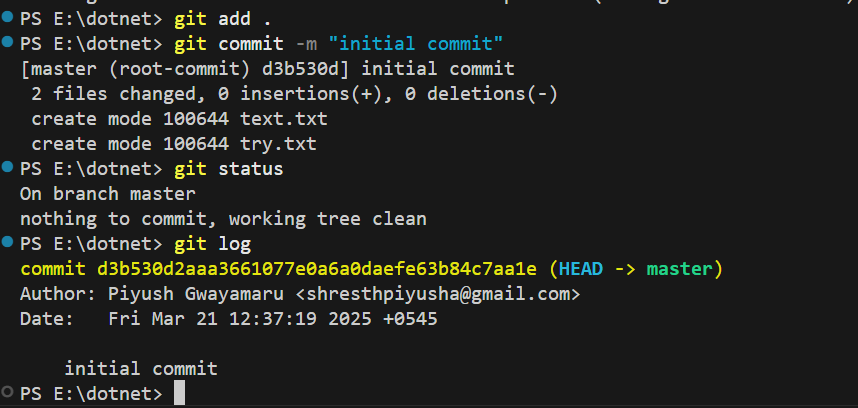 PS E:\dotnet> git add .
PS E:\dotnet> git commit -m "initial commit"
[master (root-commit) d3b530d] initial commit
 2 files changed, 0 insertions(+), 0 deletions(-)
 create mode 100644 text.txt
 create mode 100644 try.txt
PS E:\dotnet> git status
On branch master
nothing to commit, working tree clean
PS E:\dotnet> git log
commit d3b530d2aaa3661077e0a6a0daefe63b84c7aa1e (HEAD -> master)
Author: Piyush Gwayamaru <shresthpiyusha@gmail.com>
Date:   Fri Mar 21 12:37:19 2025 +0545
    initial commit
PS E:\dotnet>